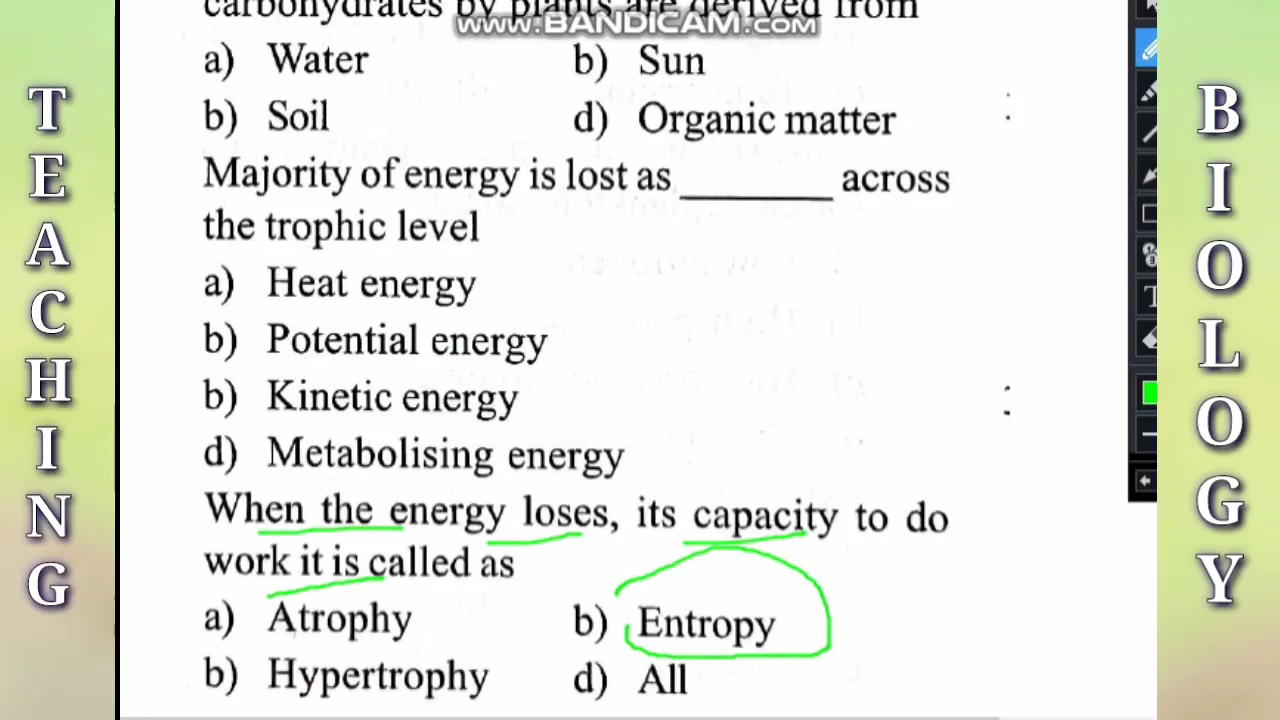 carbohydrates by plants are derived from
WWW.BANDICAM.COM
a) Water b) Sun
b) Soil d) Organic matter
Majority of energy is lost as ________ across
the trophic level
a) Heat energy
b) Potential energy
b) Kinetic energy
d) Metabolising energy
When the energy loses, its capacity to do
work it is called as
a) Atrophy b) Entropy
b) Hypertrophy d) All
TEACHING
BIOLOGY